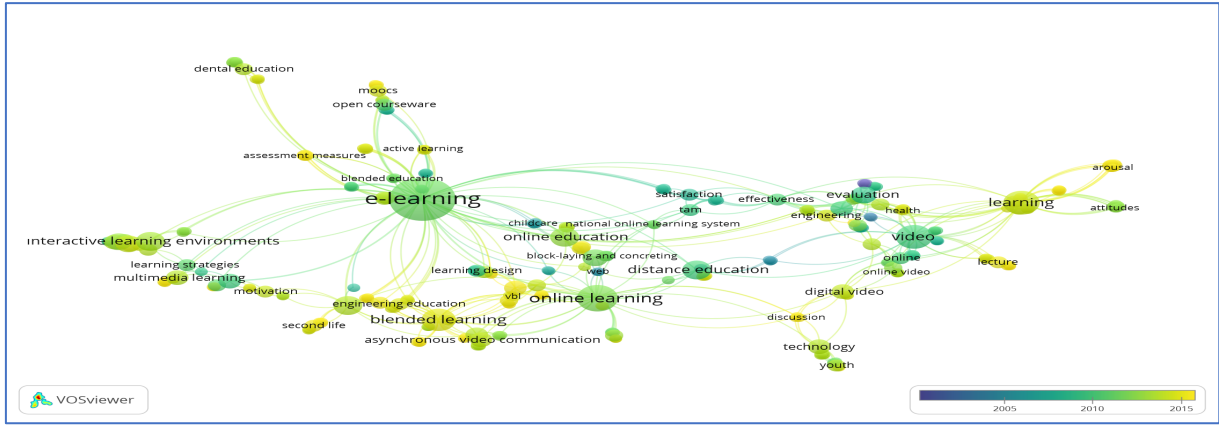 dental education
moocs
open courseware
assessment measures
active learning
blended education
e-learning
satisfaction
effectiveness
evaluation
arousal
learning
attitudes
tam
engineering
health
childcare
national online learning system
online education
video
interactive learning environments
block-laying and concreting
online
lecture
learning strategies
learning design
web
distance education
online video
multimedia learning
motivation
vbl
online learning
digital video
engineering education
second life
blended learning
discussion
asynchronous video communication
technology
youth
VOSviewer
2005 2010 2015